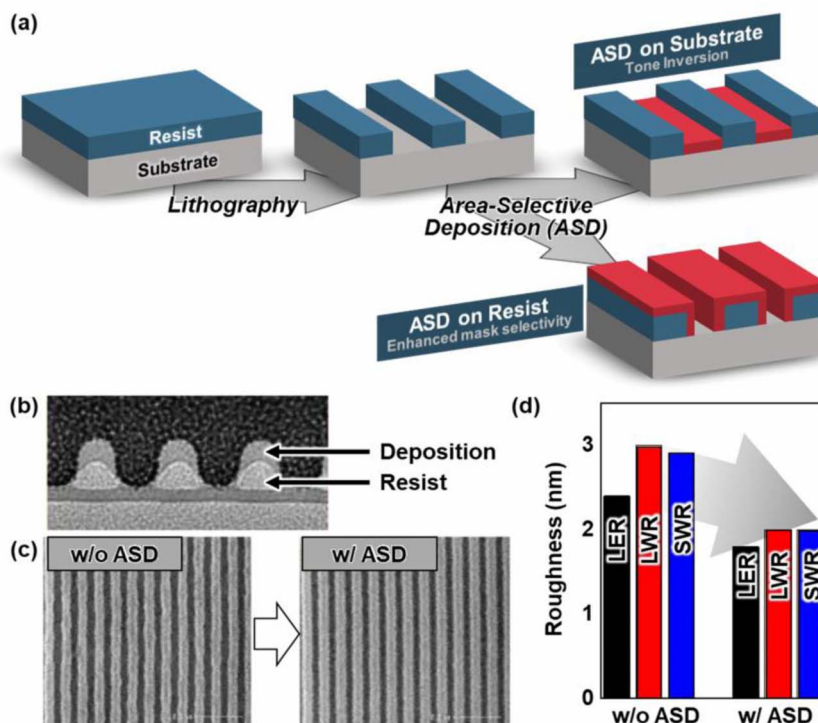 (a)
ASD on Substrate
Tone Inversion
Resist
Substrate
Lithography
Area-Selective
Deposition (ASD)
ASD on Resist
Enhanced mask selectivity
(b)
Deposition
Resist
(c)
w/o ASD
w/ ASD
(d)
Roughness (nm)
3
2
1
0
LER
LWR
SWR
LER
LWR
SWR
w/o ASD
w/ ASD